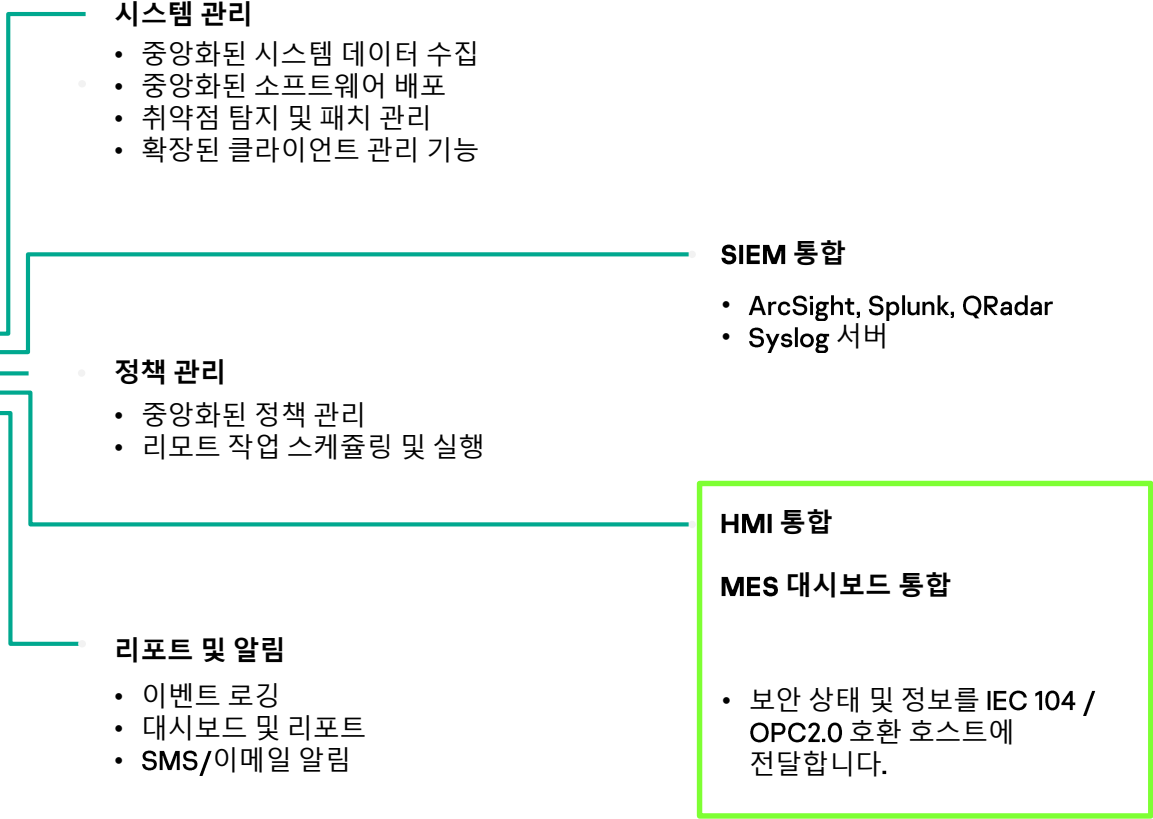 시스템 관리
• 중앙화된 시스템 데이터 수집
• 중앙화된 소프트웨어 배포
• 취약점 탐지 및 패치 관리
• 확장된 클라이언트 관리 기능
SIEM 통합
• ArcSight, Splunk, QRadar
• Syslog 서버
정책 관리
• 중앙화된 정책 관리
• 리모트 작업 스케쥴링 및 실행
HMI 통합
MES 대시보드 통합
• 보안 상태 및 정보를 IEC 104 /
OPC2.0 호환 호스트에
전달합니다.
리포트 및 알림
• 이벤트 로깅
• 대시보드 및 리포트
• SMS/이메일 알림